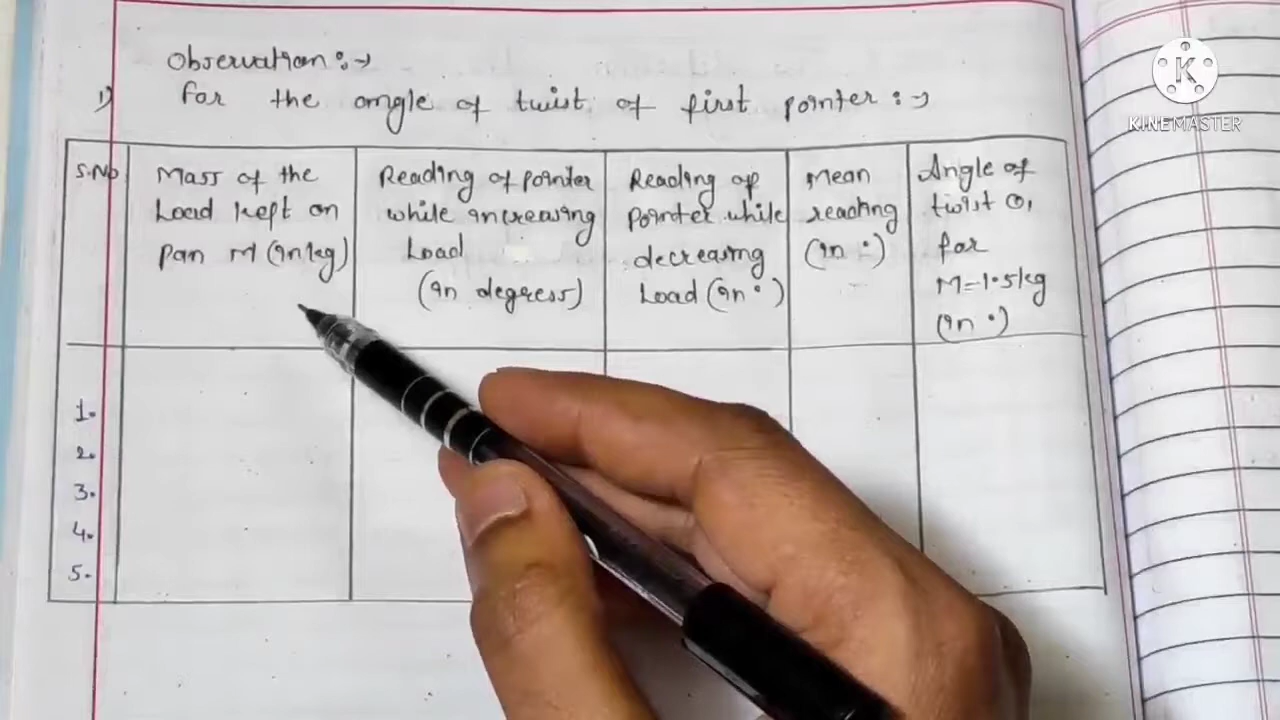 Observation :→
1) for the angle of twist of first pointer :→
S.No
Mass of the
Load kept on
pan M (in kg)
Reading of pointer
while increasing
Load
(in degress)
Reading of
pointer while
decreasing
Load (in °)
Mean
reading
(in °)
Angle of
twist θ₁
for
M=1.5kg
(in °)
1.
2.
3.
4.
5.
K
KINEMASTER